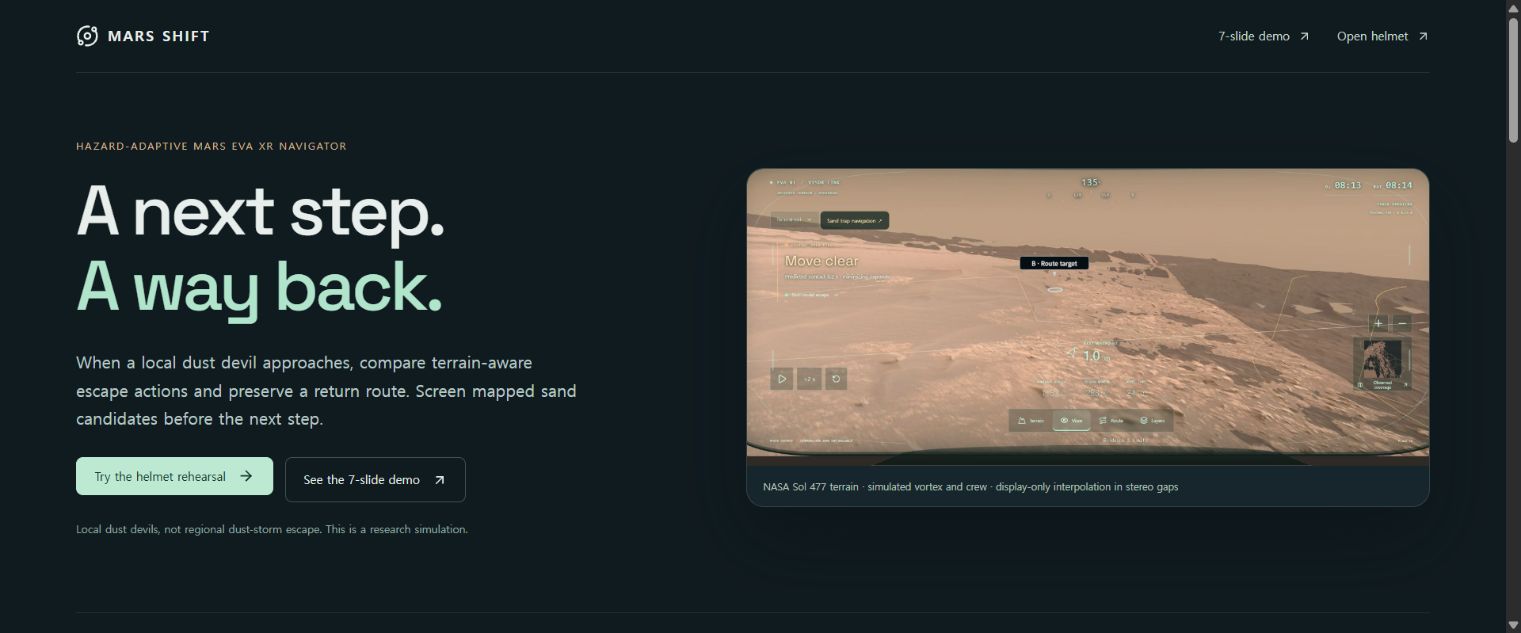 MARS SHIFT
7-slide demo
Open helmet
HAZARD-ADAPTIVE MARS EVA XR NAVIGATOR
A next step.
A way back.
When a local dust devil approaches, compare terrain-aware
escape actions and preserve a return route. Screen mapped sand
candidates before the next step.
Try the helmet rehearsal
See the 7-slide demo
Local dust devils, not regional dust-storm escape. This is a research simulation.
135°
08:13
08:14
Sand trap navigation
Move clear
B · Route target
1.0
Terrain
View
Route
Layers
Observed
coverage
NASA Sol 477 terrain · simulated vortex and crew · display-only interpolation in stereo gaps